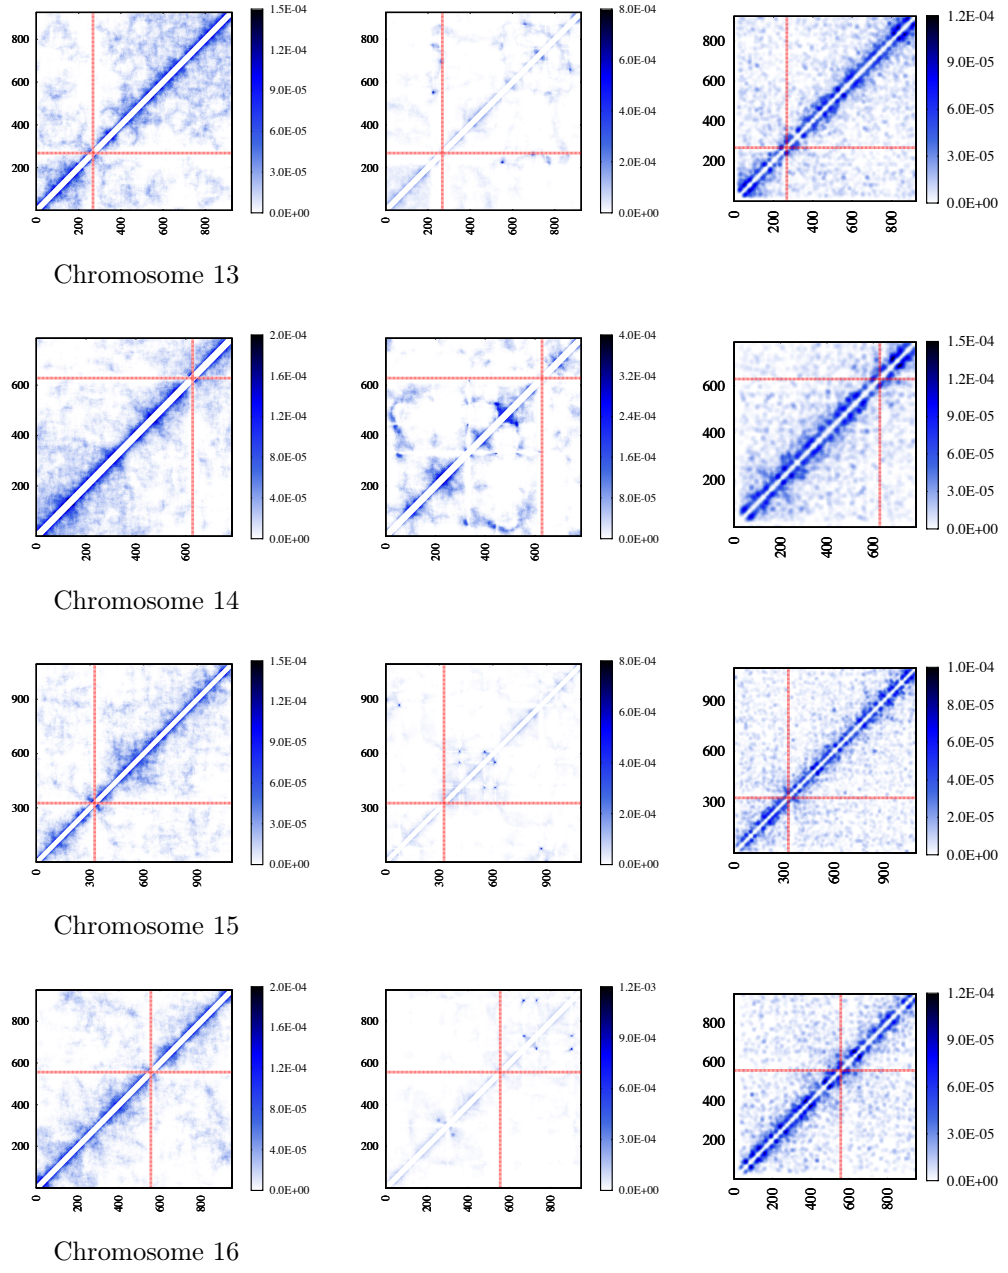 800
600
400
200
0
200
400
600
800
1.5E-04
1.2E-04
9.0E-05
6.0E-05
3.0E-05
0.0E+00
800
600
400
200
0
200
400
600
800
8.0E-04
6.0E-04
4.0E-04
2.0E-04
0.0E+00
800
600
400
200
0
200
400
600
800
1.2E-04
9.0E-05
6.0E-05
3.0E-05
0.0E+00
Chromosome 13
600
400
200
0
200
400
600
2.0E-04
1.6E-04
1.2E-04
8.0E-05
4.0E-05
0.0E+00
600
400
200
0
200
400
600
4.0E-04
3.2E-04
2.4E-04
1.6E-04
8.0E-05
0.0E+00
600
400
200
0
200
400
600
1.5E-04
1.2E-04
9.0E-05
6.0E-05
3.0E-05
0.0E+00
Chromosome 14
900
600
300
0
300
600
900
1.5E-04
1.2E-04
9.0E-05
6.0E-05
3.0E-05
0.0E+00
900
600
300
0
300
600
900
8.0E-04
6.0E-04
4.0E-04
2.0E-04
0.0E+00
900
600
300
0
300
600
900
1.0E-04
8.0E-05
6.0E-05
4.0E-05
2.0E-05
0.0E+00
Chromosome 15
800
600
400
200
0
200
400
600
800
2.0E-04
1.6E-04
1.2E-04
8.0E-05
4.0E-05
0.0E+00
800
600
400
200
0
200
400
600
800
1.2E-03
9.0E-04
6.0E-04
3.0E-04
0.0E+00
800
600
400
200
0
200
400
600
800
1.2E-04
9.0E-05
6.0E-05
3.0E-05
0.0E+00
Chromosome 16